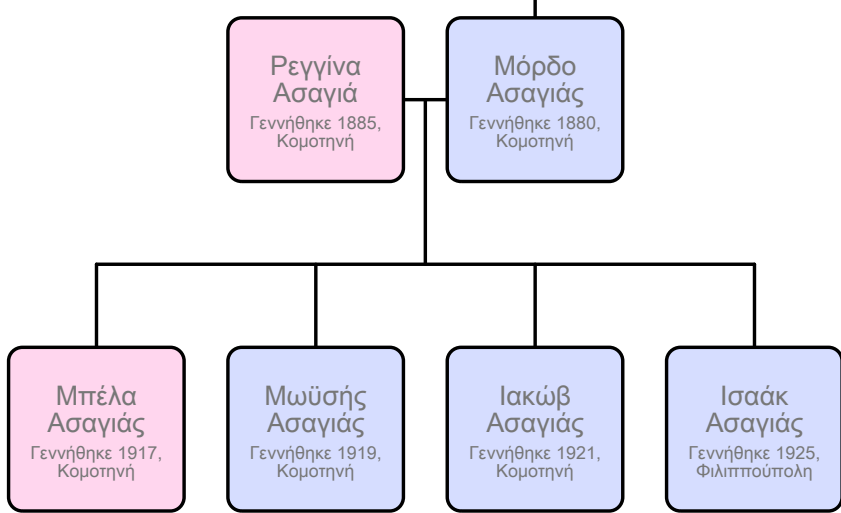 Ρεγγίνα
Ασαγιά
Γεννήθηκε 1885,
Κομοτηνή
Μόρδο
Ασαγιάς
Γεννήθηκε 1880,
Κομοτηνή
Μπέλα
Ασαγιάς
Γεννήθηκε 1917,
Κομοτηνή
Μωϋσής
Ασαγιάς
Γεννήθηκε 1919,
Κομοτηνή
Ιακώβ
Ασαγιάς
Γεννήθηκε 1921,
Κομοτηνή
Ισαάκ
Ασαγιάς
Γεννήθηκε 1925,
Φιλιππούπολη